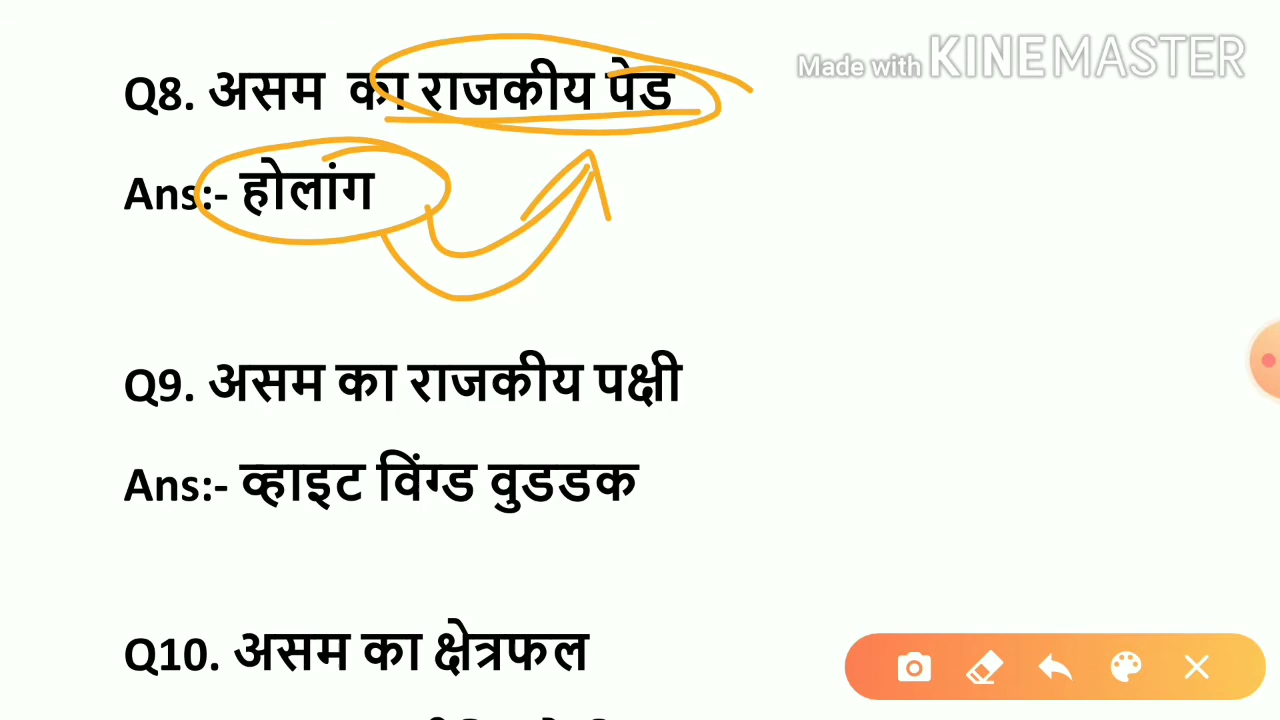 Made with KINEMASTER
Q8. असम का राजकीय पेड
Ans:- होलांग
Q9. असम का राजकीय पक्षी
Ans:- व्हाइट विंग्ड वुडडक
Q10. असम का क्षेत्रफल